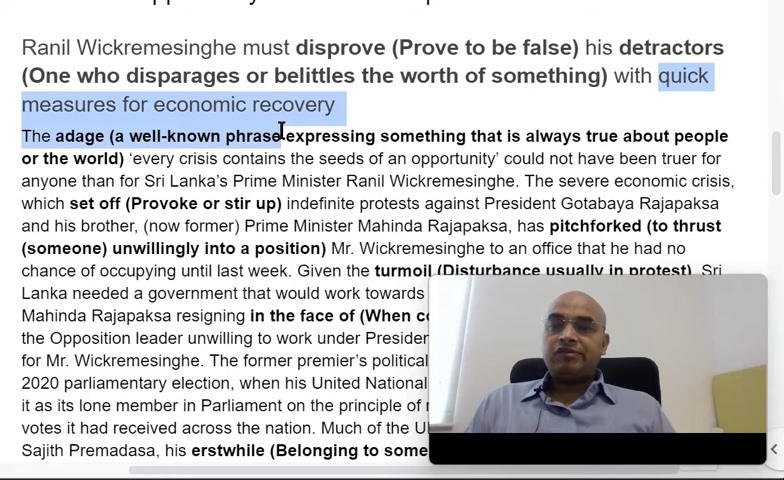 Ranil Wickremesinghe must disprove (Prove to be false) his detractors
(One who disparages or belittles the worth of something) with quick
measures for economic recovery
The adage (a well-known phrase expressing something that is always true about people
or the world) ‘every crisis contains the seeds of an opportunity’ could not have been truer for
anyone than for Sri Lanka’s Prime Minister Ranil Wickremesinghe. The severe economic crisis,
which set off (Provoke or stir up) indefinite protests against President Gotabaya Rajapaksa
and his brother, (now former) Prime Minister Mahinda Rajapaksa, has pitchforked (to thrust
(someone) unwillingly into a position) Mr. Wickremesinghe to an office that he had no
chance of occupying until last week. Given the turmoil (Disturbance usually in protest), Sri
Lanka needed a government that would work towards
Mahinda Rajapaksa resigning in the face of (When
the Opposition leader unwilling to work under
for Mr. Wickremesinghe. The former premier’s political
2020 parliamentary election, when his United National
it as its lone member in Parliament on the principle of
votes it had received across the nation. Much of the
Sajith Premadasa, his erstwhile (Belonging to